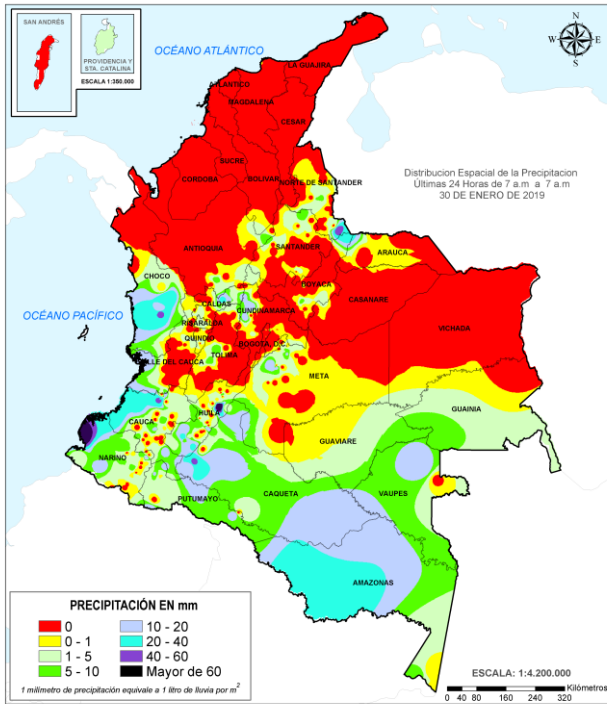 SAN ANDRÉS
PROVIDENCIA Y
STA. CATALINA
ESCALA 1:360.000
OCÉANO ATLÁNTICO
N
W
E
S
LA GUAJIRA
ATLANTICO
MAGDALENA
CESAR
SUCRE
CORDOBA
BOLIVAR
NORTE DE SANTANDER
Distribucion Espacial de la Precipitacion
Últimas 24 Horas de 7 a.m a 7 a.m
30 DE ENERO DE 2019
ANTIOQUIA
SANTANDER
ARAUCA
CHOCO
BOYACA
CASANARE
OCÉANO PACÍFICO
CALDAS
CUNDINAMARCA
RISARALDA
VICHADA
QUINDIO
BOGOTA, D.C.
TOLIMA
VALLE DEL CAUCA
META
GUAINIA
HUILA
CAUCA
GUAVIARE
NARIÑO
PUTUMAYO
CAQUETA
VAUPES
AMAZONAS
PRECIPITACIÓN EN mm
0
10 - 20
0 - 1
20 - 40
1 - 5
40 - 60
5 - 10
Mayor de 60
1 milimetro de precipitación equivale a 1 litro de lluvia por m²
ESCALA: 1:4.200.000
Kilómetros
0 40 80 160 240 320